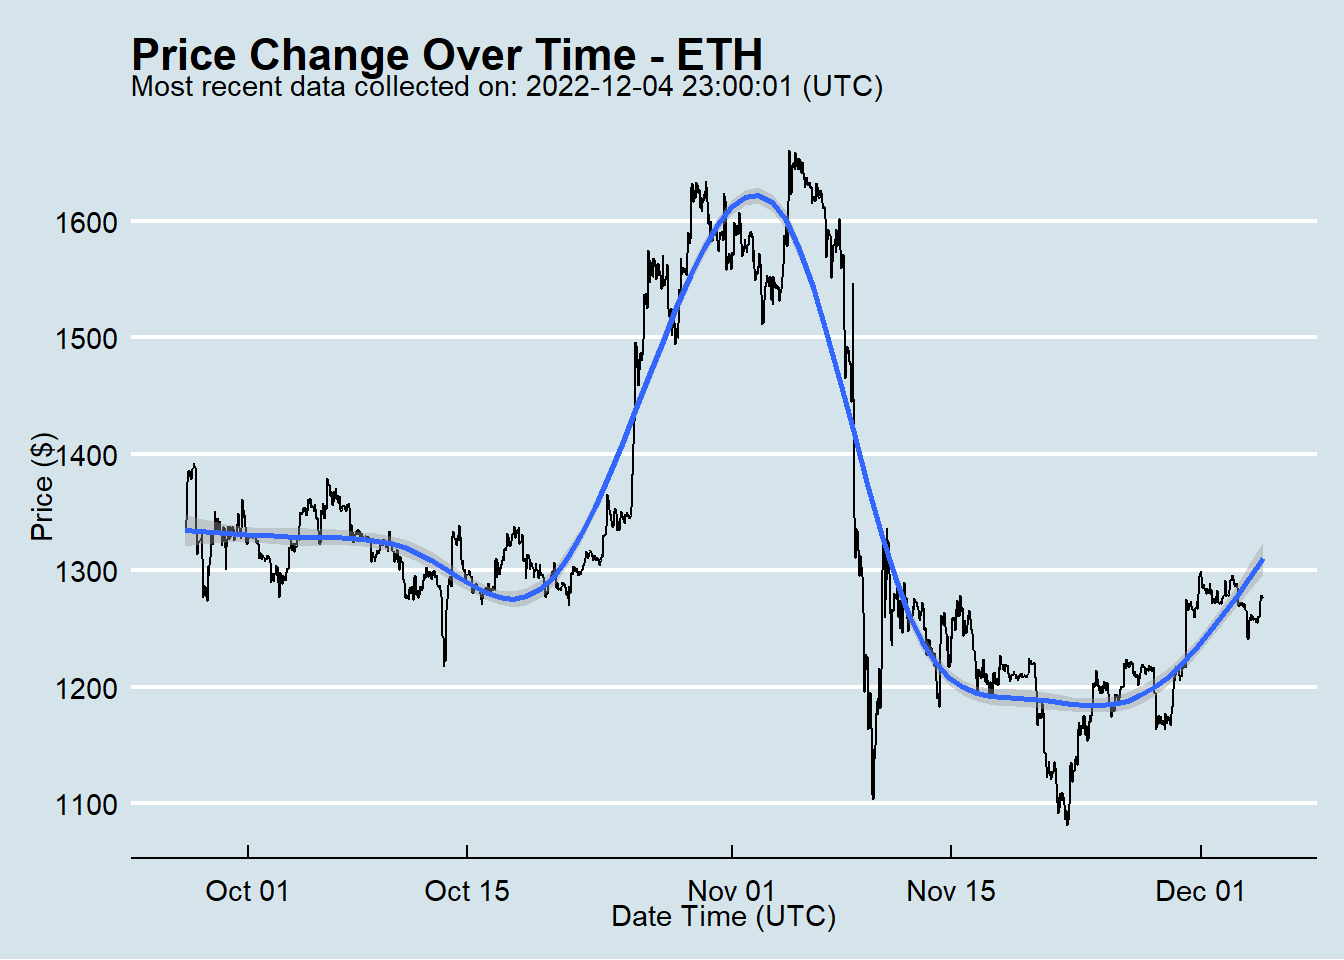 Price Change Over Time - ETH
Most recent data collected on: 2022-12-04 23:00:01 (UTC)
Price ($)
1600
1500
1400
1300
1200
1100
Oct 01
Oct 15
Nov 01
Nov 15
Dec 01
Date Time (UTC)